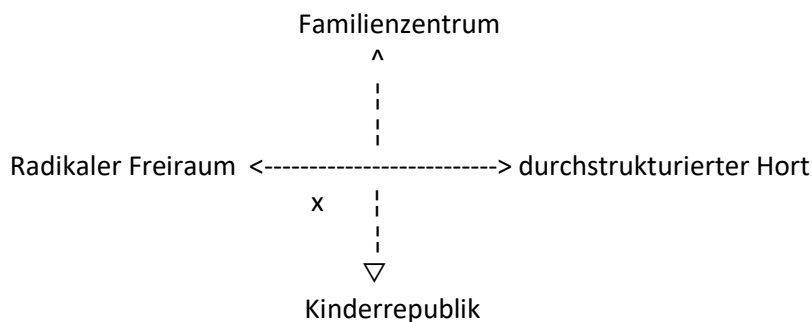 Familienzentrum
^
Radikaler Freiraum <--------------------------> durchstrukturierter Hort
x
Kinderrepublik